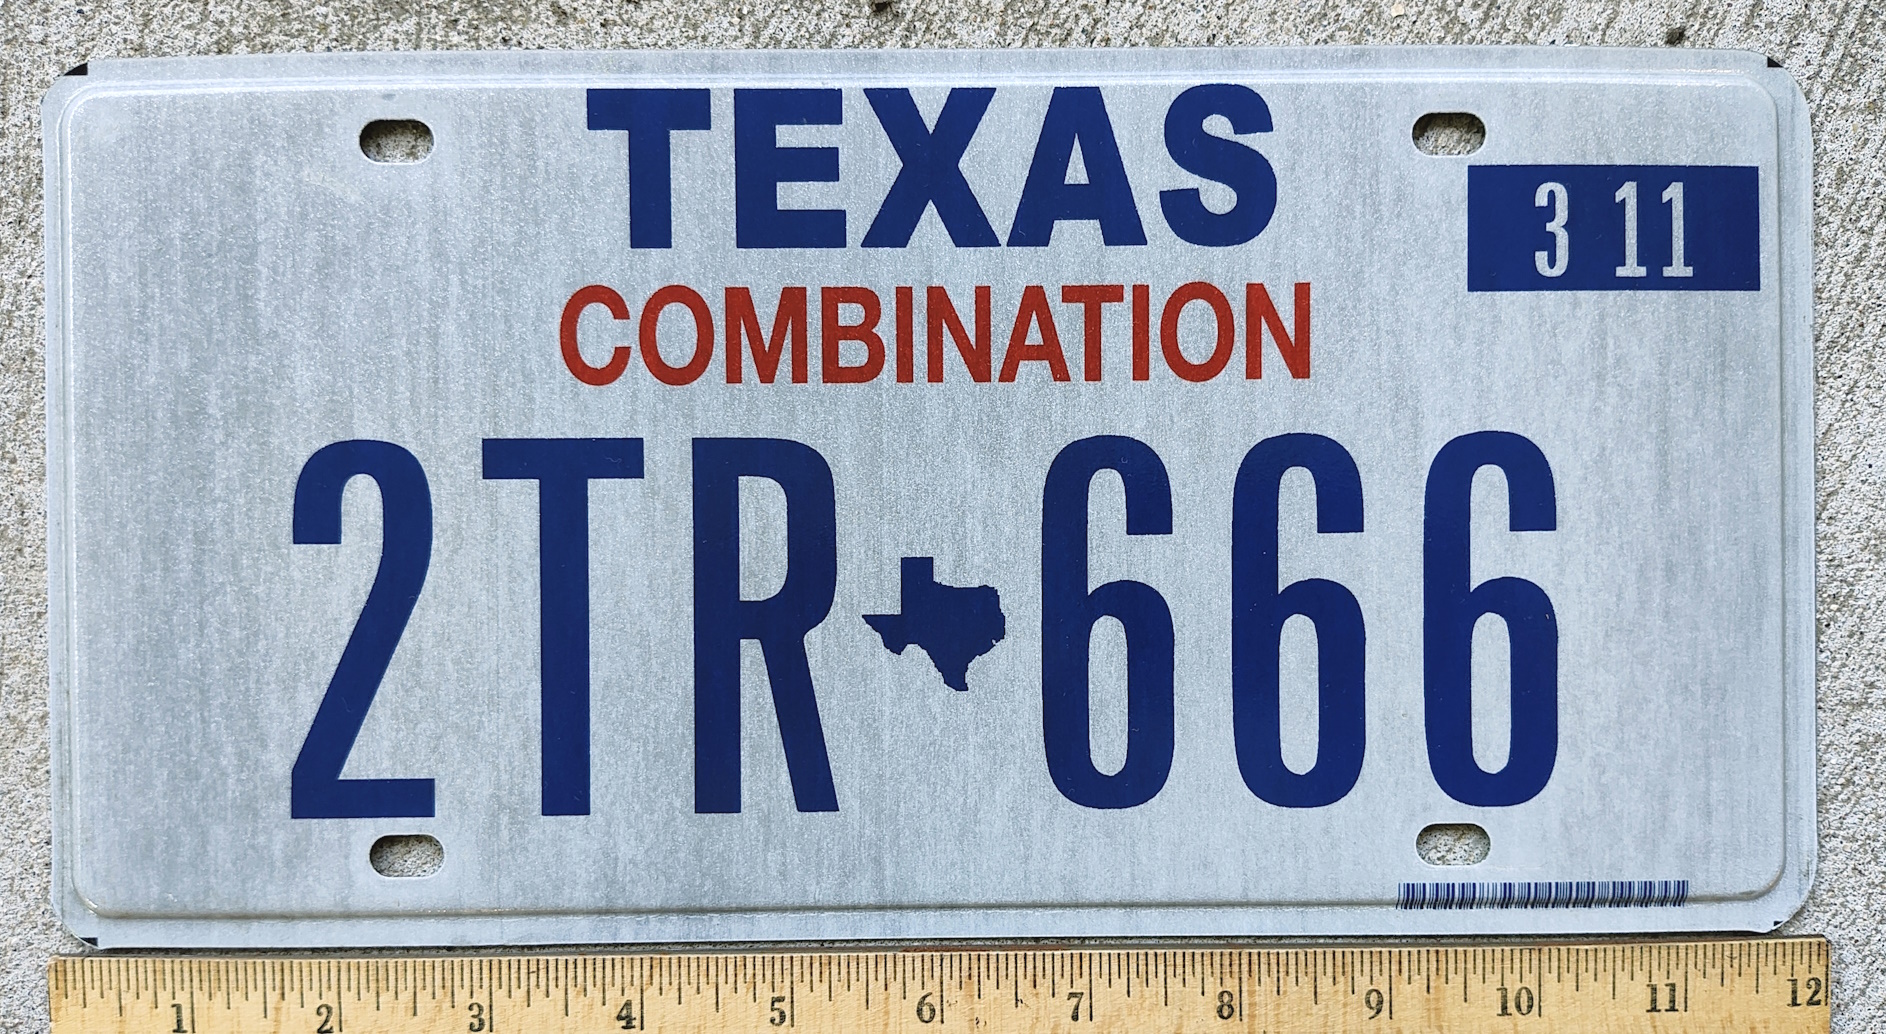 TEXAS
3 11
COMBINATION
2TR 666
1 2 3 4 5 6 7 8 9 10 11 12